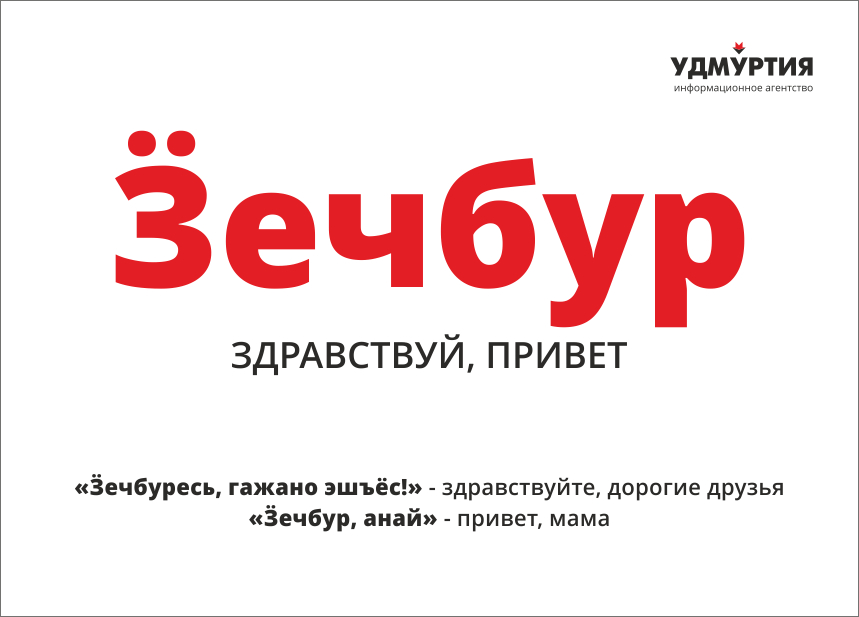 УДМУРТИЯ
информационное агентство
Ӟечбур
ЗДРАВСТВУЙ, ПРИВЕТ
«Ӟечбуресь, гажано эшъёс!» - здравствуйте, дорогие друзья
«Ӟечбур, анай» - привет, мама